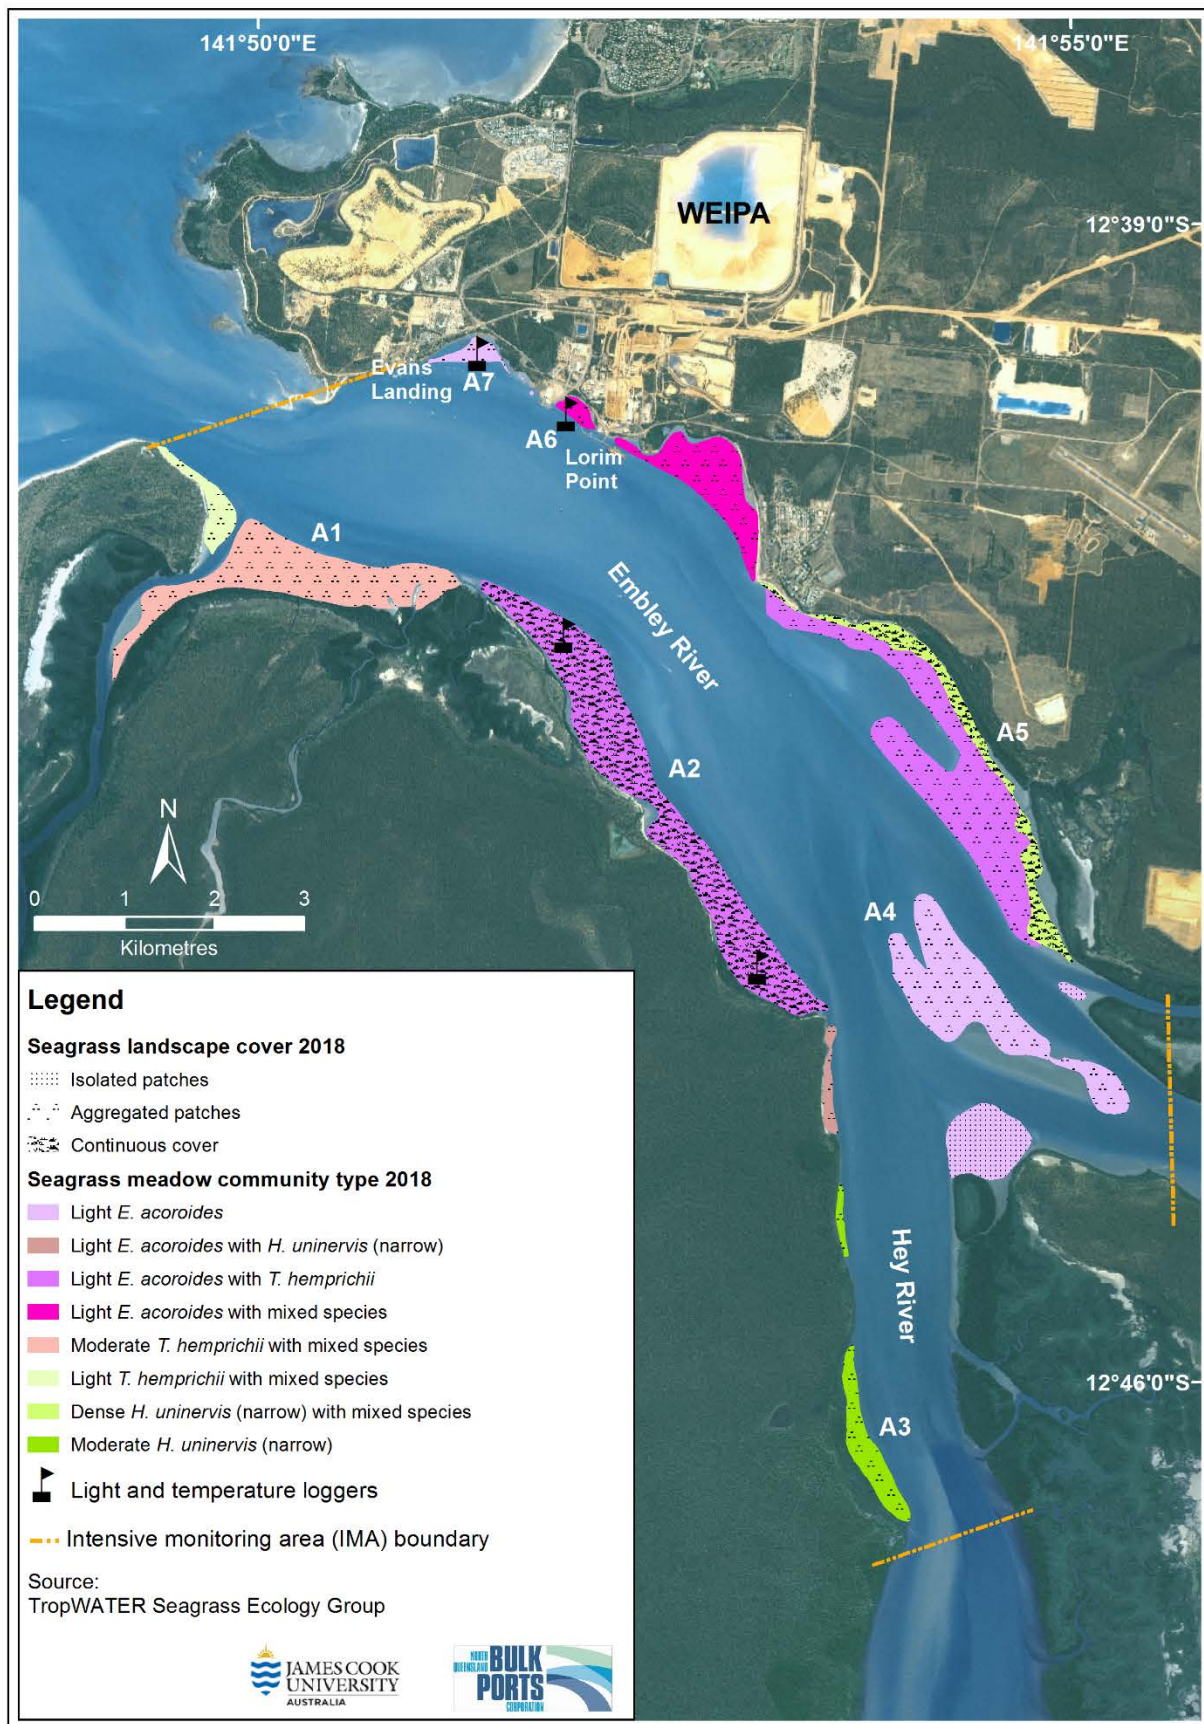 141°50'0"E
141°55'0"E
WEIPA
12°39'0"S
Evans
Landing
A7
A6
Lorim
Point
A1
Embley River
A5
A2
N
0 1 2 3
Kilometres
A4
Hey River
12°46'0"S
A3
Legend
Seagrass landscape cover 2018
Isolated patches
Aggregated patches
Continuous cover
Seagrass meadow community type 2018
Light E. acoroides
Light E. acoroides with H. uninervis (narrow)
Light E. acoroides with T. hemprichii
Light E. acoroides with mixed species
Moderate T. hemprichii with mixed species
Light T. hemprichii with mixed species
Dense H. uninervis (narrow) with mixed species
Moderate H. uninervis (narrow)
Light and temperature loggers
Intensive monitoring area (IMA) boundary
Source:
TropWATER Seagrass Ecology Group
JAMES COOK
UNIVERSITY
AUSTRALIA
NORTH
QUEENSLAND
BULK
PORTS
CORPORATION